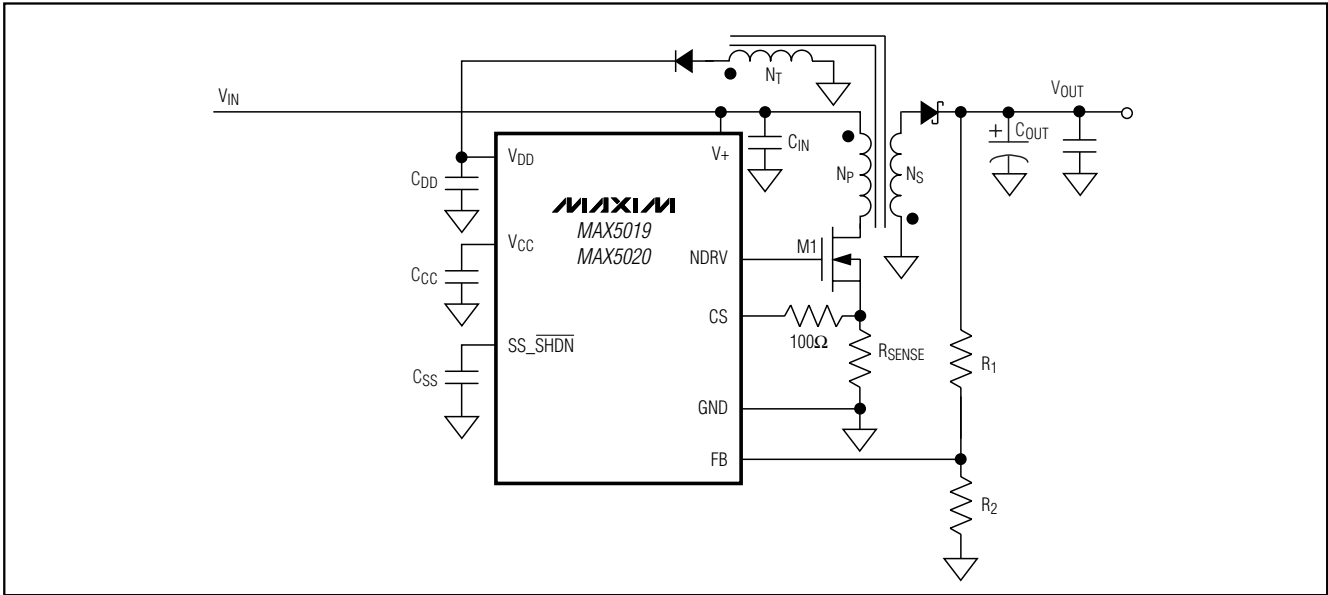 N_T
V_IN
V_OUT
V_DD
V+
C_IN
+
C_OUT
C_DD
N_P
N_S
MAXIM
MAX5019
MAX5020
V_CC
NDRV
M1
C_CC
CS
100Ω
SS_SHDN
R_SENSE
R_1
C_SS
GND
FB
R_2